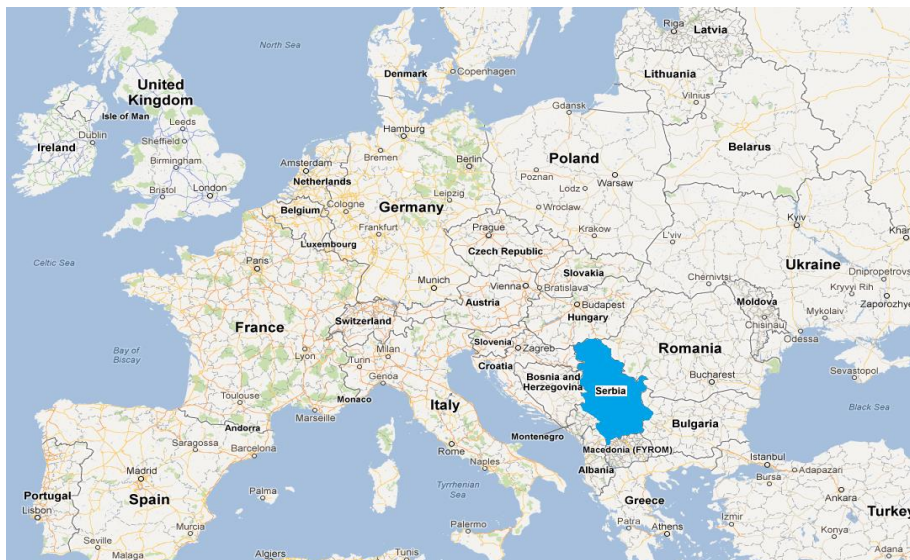 North Sea
Riga
Latvia
Denmark
Copenhagen
Lithuania
United
Kingdom
Vilnius
Isle of Man
Leeds
Gdansk
Dublin
Hamburg
Ireland
Sheffield
Bremen
Belarus
Birmingham
Amsterdam
Berlin
Poland
Netherlands
Poznan
Warsaw
Bristol
London
Leipzig
Lodz
Belgium
Cologne
Germany
Wroclaw
Kyiv
Frankfurt
Prague
Krakow
L'viv
Khar
Luxembourg
Czech Republic
Celtic Sea
Paris
Slovakia
Ukraine
Dnipropetrovs
Munich
Vienna
Bratislava
Chernivtsi
Kryvyi Rih
Austria
Budapest
Moldova
Zaporozhye
Switzerland
Hungary
Chisinau
Mykolaiv
France
Slovenia
Zagreb
Romania
Odessa
Bay of
Biscay
Lyon
Milan
Turin
Croatia
Genoa
Bosnia and
Herzegovina
Serbia
Bucharest
Sevastopol
Toulouse
Monaco
Italy
Black Sea
Marseille
Andorra
Montenegro
Bulgaria
Saragossa
Barcelona
Rome
Macedonia (FYROM)
Istanbul
Madrid
Naples
Albania
Bursa
Adapazarı
Portugal
Spain
Palma
Tyrrhenian
Sea
Greece
Ankara
Lisbon
Turkey
Murcia
Palermo
Patra
Athens
Izmir
Konya
Seville
Malaga
Algiers
Tunis
Adana